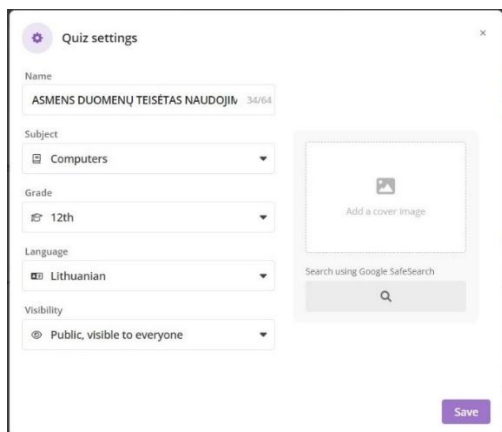 Quiz settings
×
Name
ASMENS DUOMENŲ TEISĖTAS 34/64
Subject
Computers
Grade
12th
Language
Lithuanian
Visibility
Public, visible to everyone
Add a cover image
Search using Google SafeSearch
Save